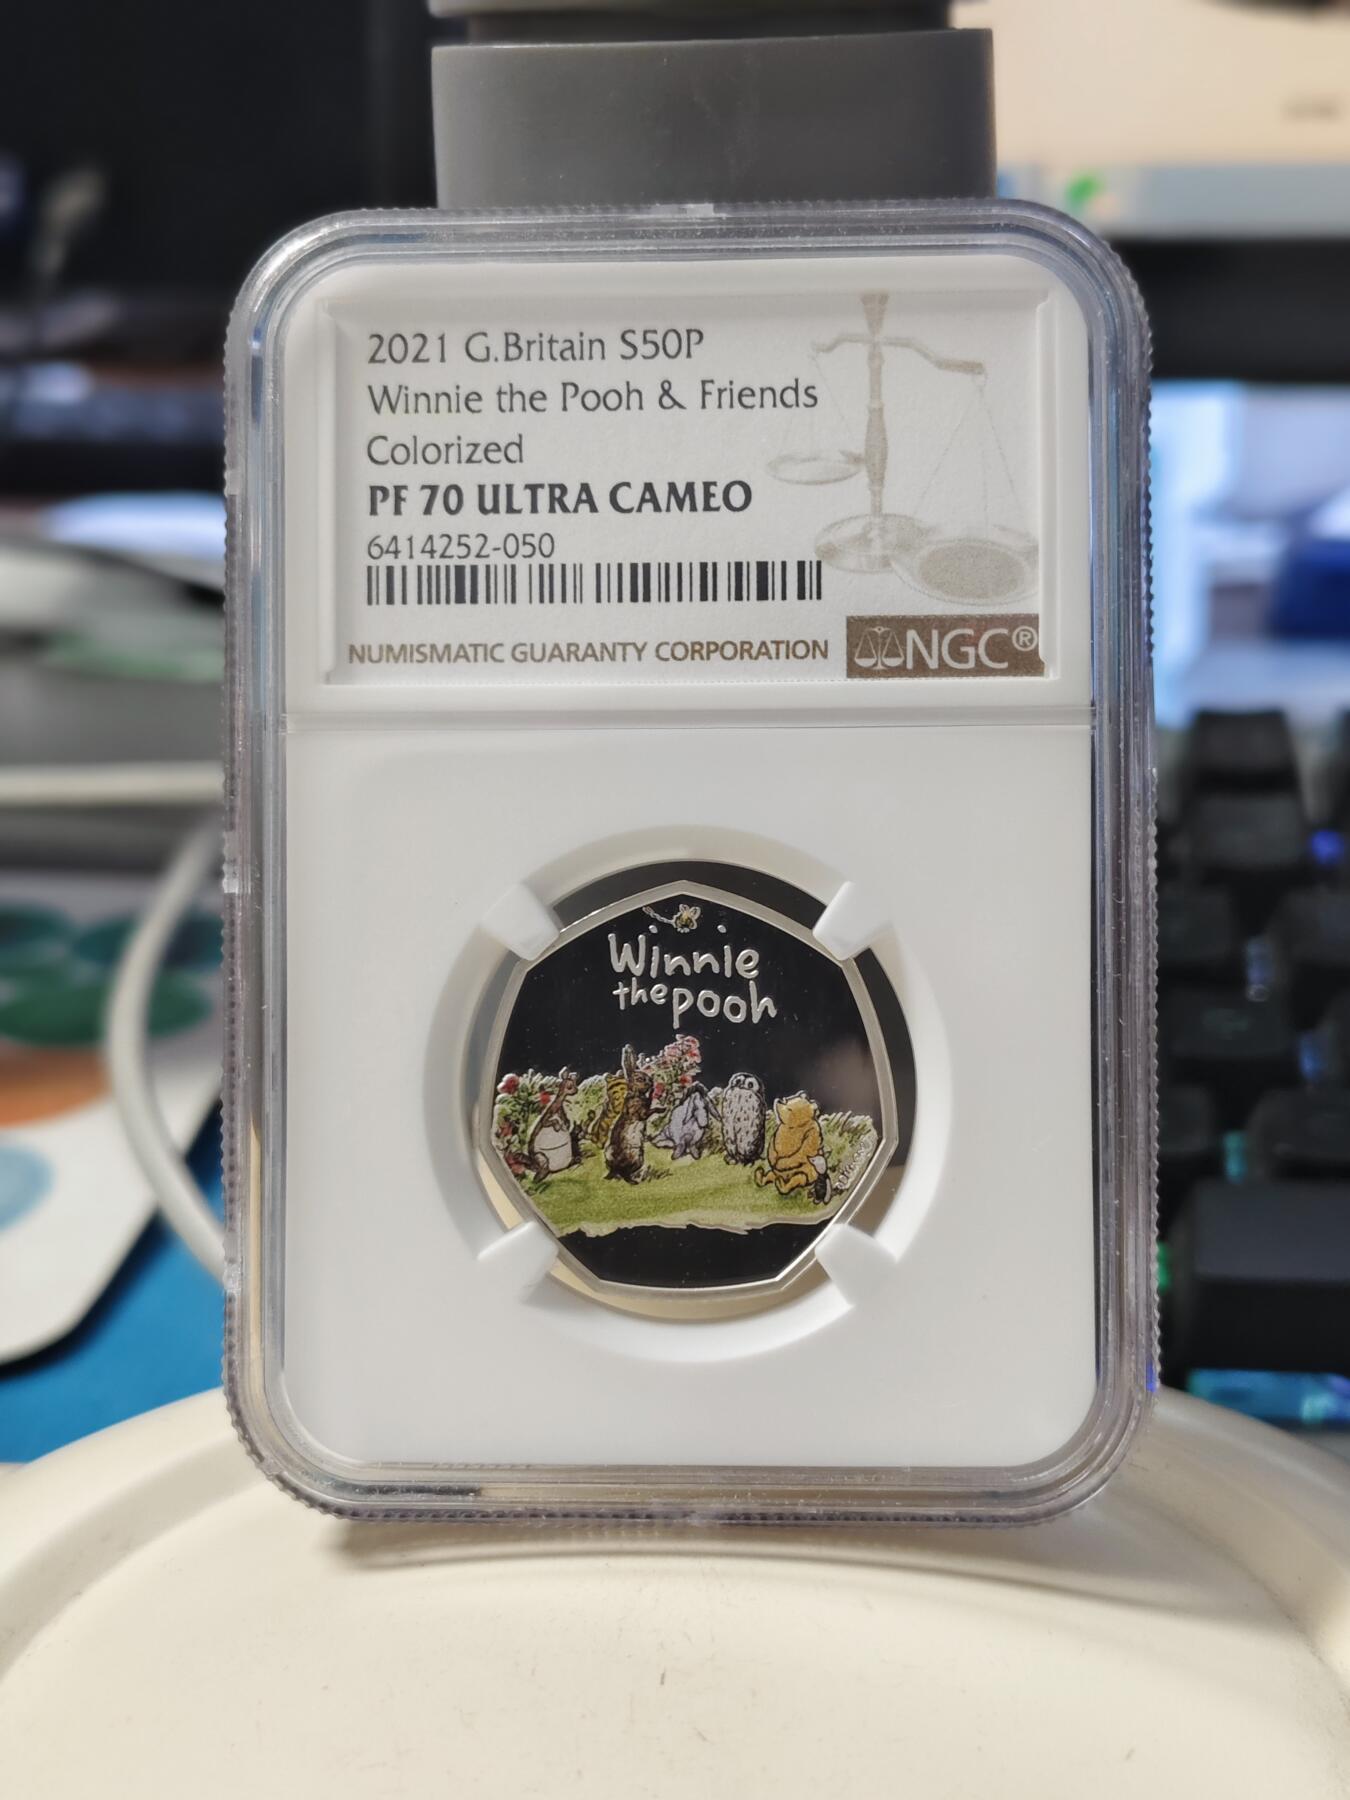 2021 G.Britain S50P
Winnie the Pooh & Friends
Colorized
PF 70 ULTRA CAMEO
6414252-050
NUMISMATIC GUARANTY CORPORATION
NGC®
Winnie
the pooh